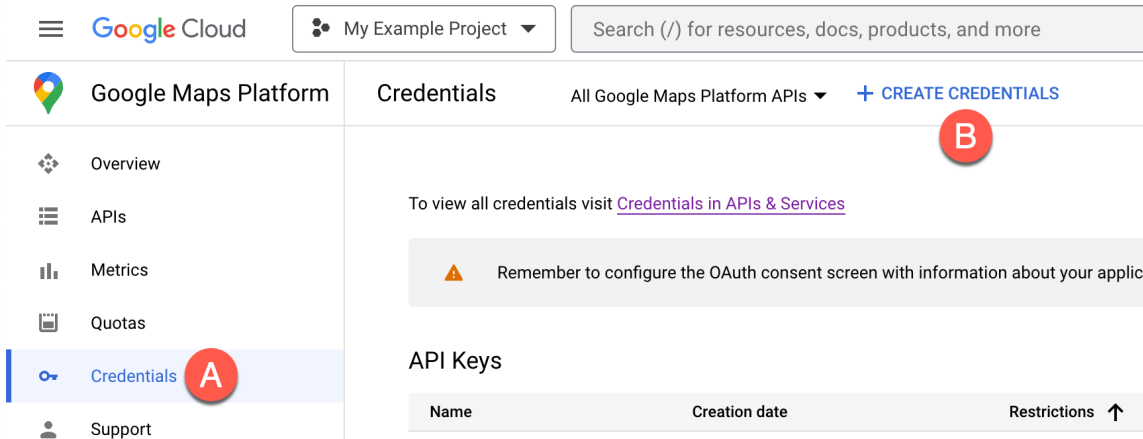 Google Cloud
My Example Project
Search (/) for resources, docs, products, and more
Google Maps Platform
Credentials
All Google Maps Platform APIs
+ CREATE CREDENTIALS
B
Overview
APIs
Metrics
Quotas
Credentials
A
Support
To view all credentials visit Credentials in APIs & Services
Remember to configure the OAuth consent screen with information about your applic
API Keys
Name
Creation date
Restrictions